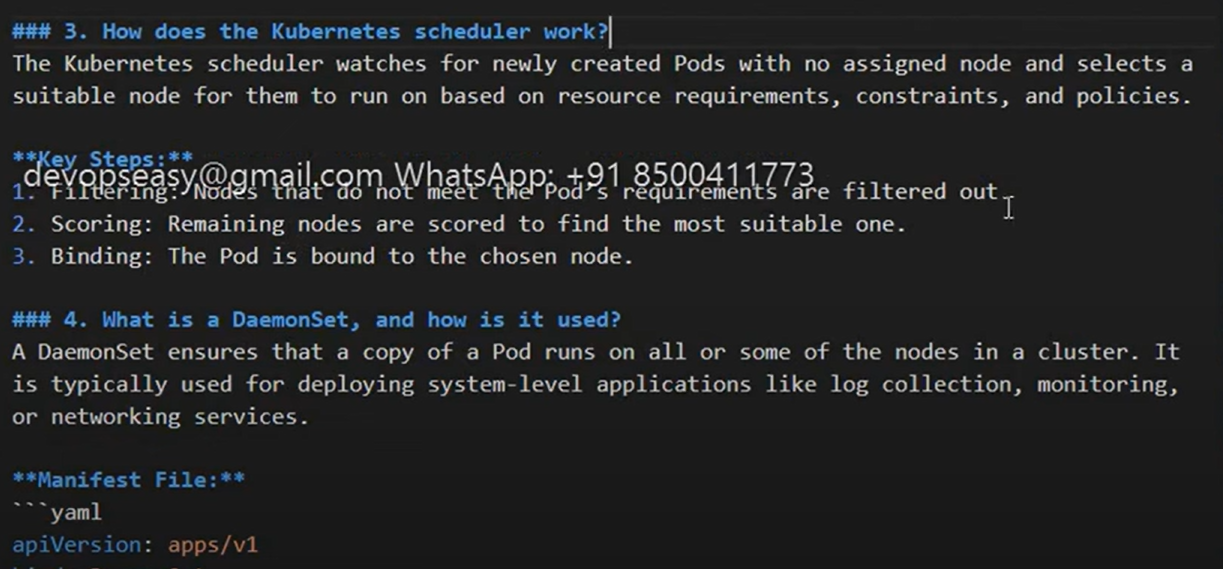 ### 3. How does the Kubernetes scheduler work?
The Kubernetes scheduler watches for newly created Pods with no assigned node and selects a
suitable node for them to run on based on resource requirements, constraints, and policies.
**Key Steps:**
devopseasy@gmail.com WhatsApp: +91 8500411773
1. Filtering: Nodes that do not meet the Pod's requirements are filtered out.
2. Scoring: Remaining nodes are scored to find the most suitable one.
3. Binding: The Pod is bound to the chosen node.
### 4. What is a DaemonSet, and how is it used?
A DaemonSet ensures that a copy of a Pod runs on all or some of the nodes in a cluster. It
is typically used for deploying system-level applications like log collection, monitoring,
or networking services.
**Manifest File:**
```yaml
apiVersion: apps/v1